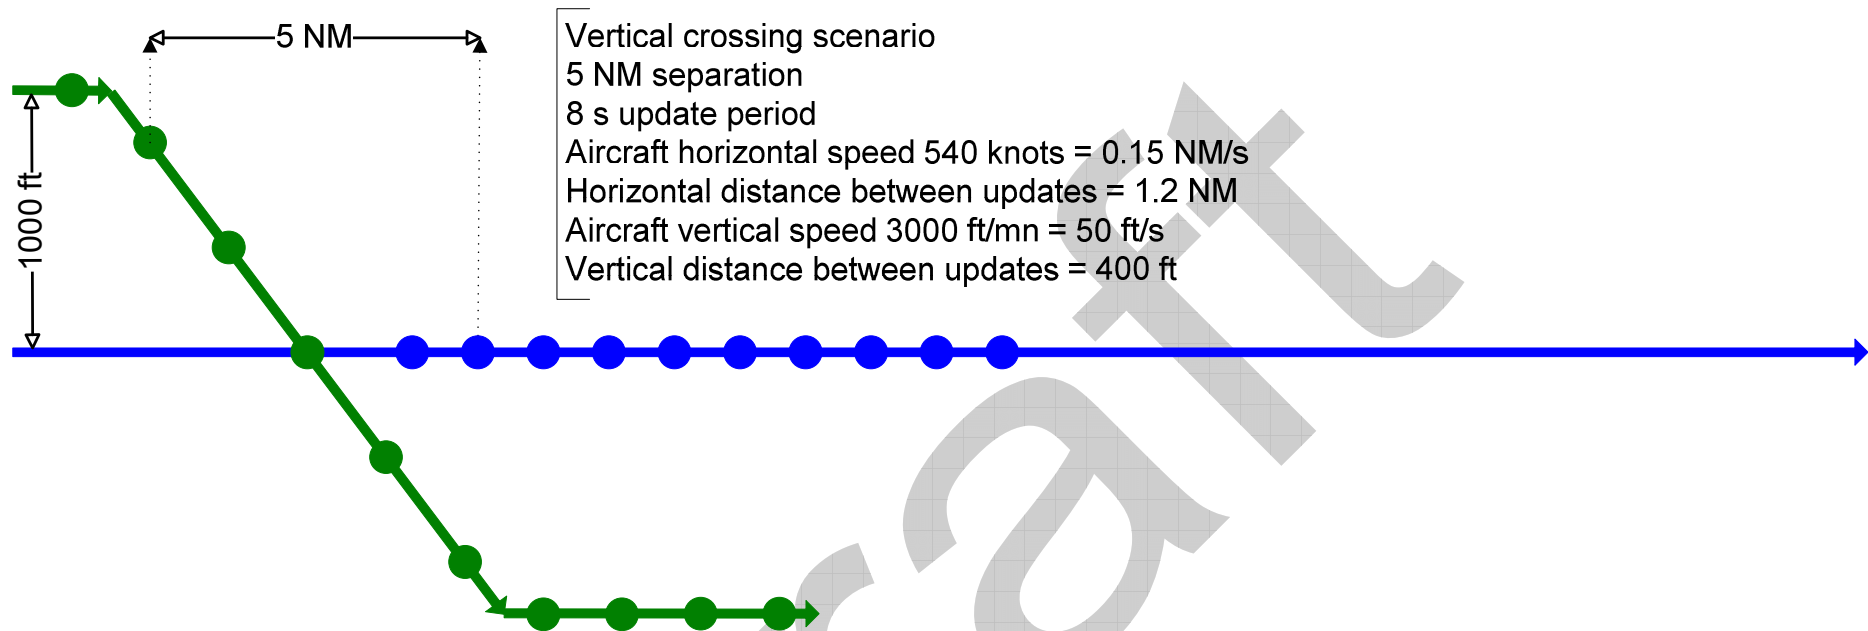 5 NM
Vertical crossing scenario
5 NM separation
8 s update period
Aircraft horizontal speed 540 knots = 0.15 NM/s
Horizontal distance between updates = 1.2 NM
Aircraft vertical speed 3000 ft/mn = 50 ft/s
Vertical distance between updates = 400 ft
1000 ft
raft